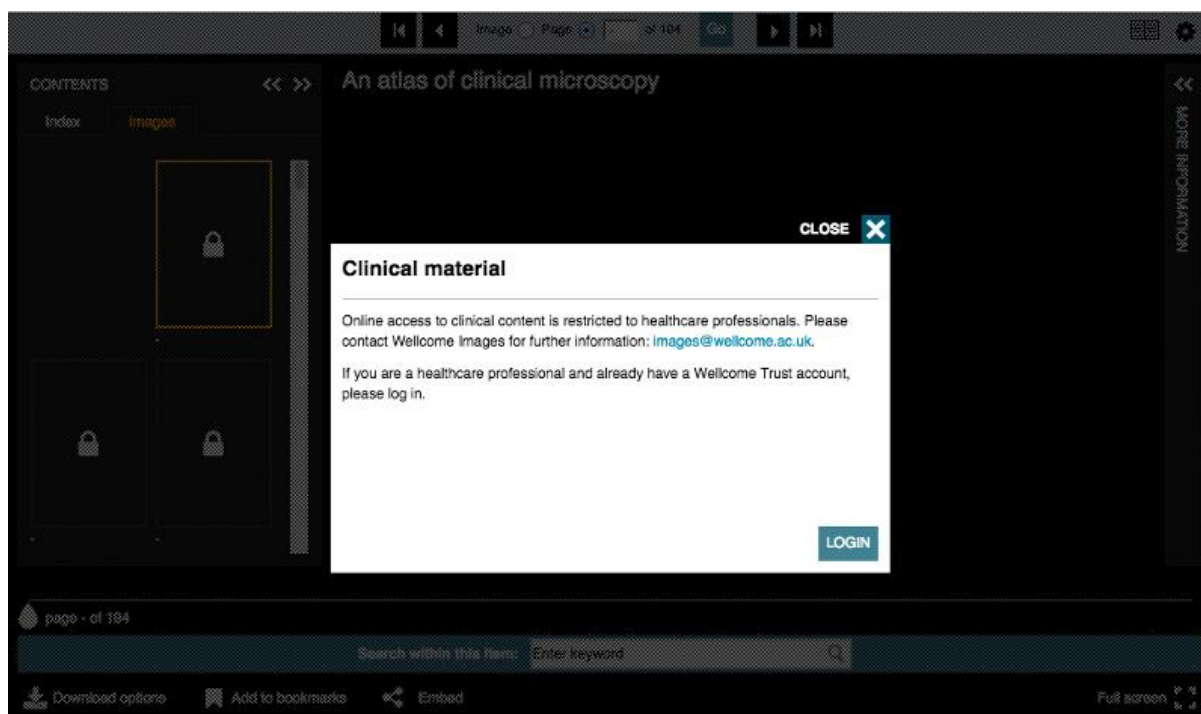 Image Page - of 194 Go
CONTENTS << >>
An atlas of clinical microscopy
<<
Index Images
MORE INFORMATION
CLOSE X
Clinical material
Online access to clinical content is restricted to healthcare professionals. Please
contact Wellcome Images for further information: images@wellcome.ac.uk.
If you are a healthcare professional and already have a Wellcome Trust account,
please log in.
-
- -
LOGIN
page - of 194
Search within this item: Enter keyword
Download options Add to bookmarks Embed Full screen